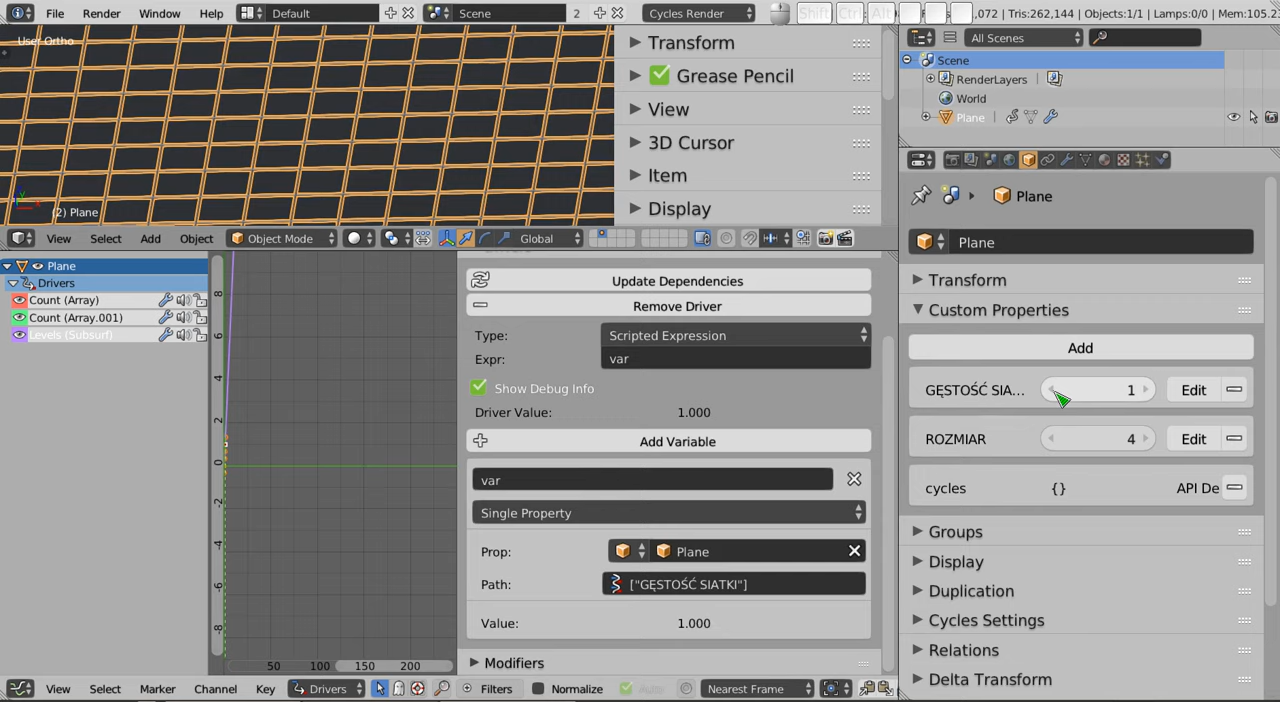 File Render Window Help Default Scene 2 Cycles Render Shift Ctrl Alt ,072 | Tris:262,144 | Objects:1/1 | Lamps:0/0 | Mem:105.2
User Ortho
(2) Plane
Transform
Grease Pencil
View
3D Cursor
Item
Display
View Select Add Object Object Mode Global
All Scenes
Scene
RenderLayers
World
Plane
Plane
Drivers
Count (Array)
Count (Array.001)
Levels (Subsurf)
8
6
4
2
0
-2
-4
-6
-8
50 100 150 200
Update Dependencies
Remove Driver
Type: Scripted Expression
Expr: var
Show Debug Info
Driver Value: 1.000
Add Variable
var
Single Property
Prop: Plane
Path: ["GĘSTOŚĆ SIATKI"]
Value: 1.000
Modifiers
View Select Marker Channel Key Drivers Filters Normalize Auto Nearest Frame
Plane
Plane
Transform
Custom Properties
Add
GĘSTOŚĆ SIA... 1 Edit
ROZMIAR 4 Edit
cycles {} API De
Groups
Display
Duplication
Cycles Settings
Relations
Delta Transform